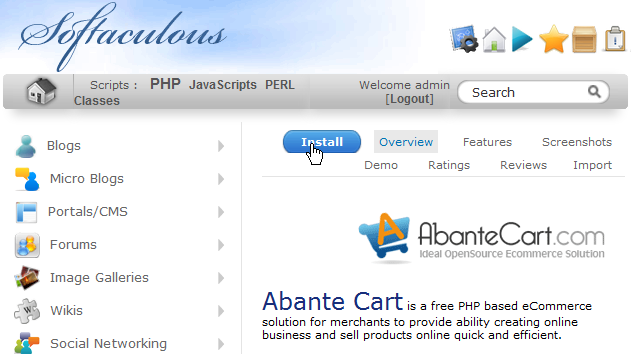 Softaculous
Scripts : PHP JavaScripts PERL
Classes
Welcome admin
[Logout]
Search
Blogs
Micro Blogs
Portals/CMS
Forums
Image Galleries
Wikis
Social Networking
Install Overview Features Screenshots
Demo Ratings Reviews Import
AbanteCart.com
Ideal OpenSource Ecommerce Solution
Abante Cart is a free PHP based eCommerce
solution for merchants to provide ability creating online
business and sell products online quick and efficient.